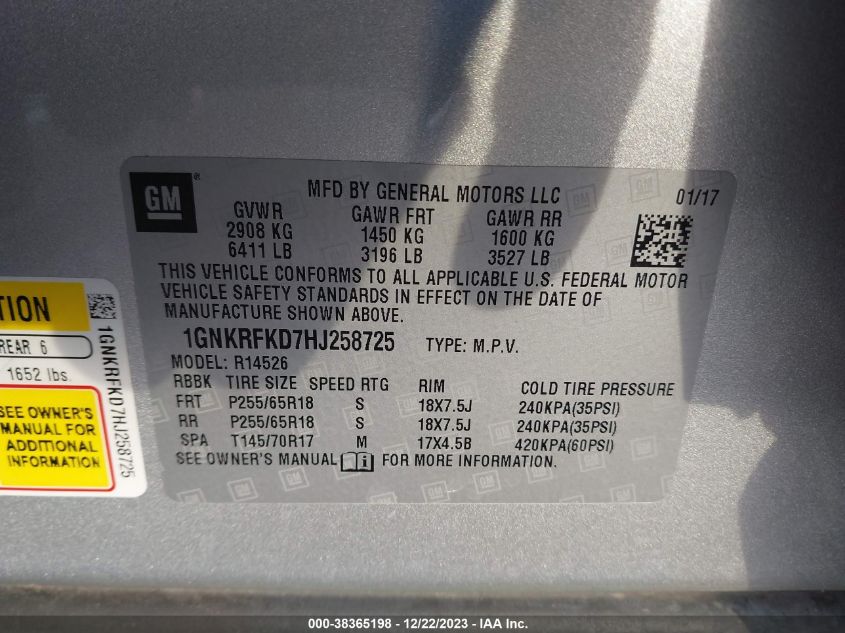 GM
MFD BY GENERAL MOTORS LLC 01/17
GVWR GAWR FRT GAWR RR
2908 KG 1450 KG 1600 KG
6411 LB 3196 LB 3527 LB
THIS VEHICLE CONFORMS TO ALL APPLICABLE U.S. FEDERAL MOTOR
VEHICLE SAFETY STANDARDS IN EFFECT ON THE DATE OF
MANUFACTURE SHOWN ABOVE.
1GNKRFKD7HJ258725 TYPE: M.P.V.
MODEL: R14526
RBBK TIRE SIZE SPEED RTG RIM COLD TIRE PRESSURE
FRT P255/65R18 S 18X7.5J 240KPA(35PSI)
RR P255/65R18 S 18X7.5J 240KPA(35PSI)
SPA T145/70R17 M 17X4.5B 420KPA(60PSI)
SEE OWNER'S MANUAL FOR MORE INFORMATION.
TION
REAR 6
1652 lbs.
SEE OWNER'S
MANUAL FOR
ADDITIONAL
INFORMATION
1GNKRFKD7HJ258725
000-38365198 - 12/22/2023 - IAA Inc.